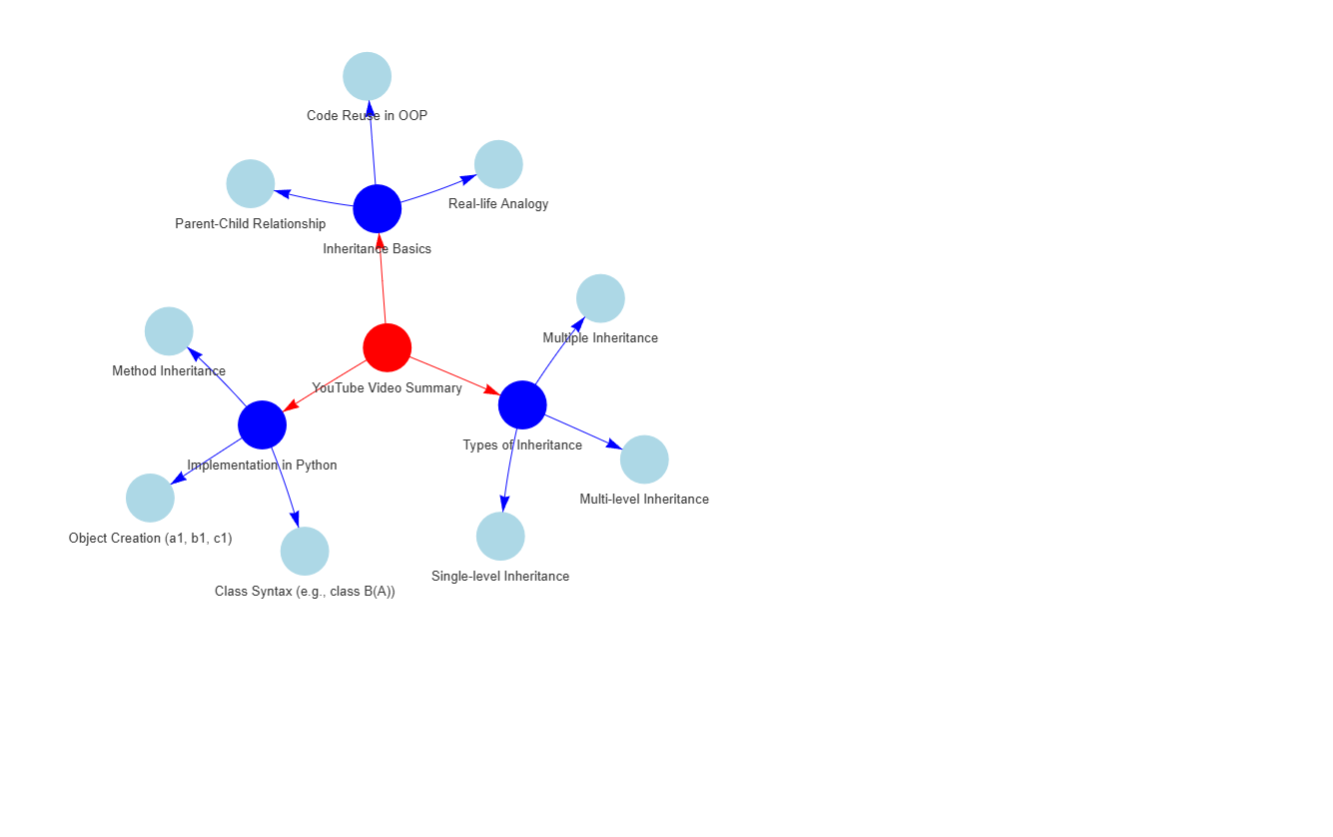 Code Reuse in OOP
Real-life Analogy
Parent-Child Relationship
Inheritance Basics
Multiple Inheritance
Method Inheritance
YouTube Video Summary
Types of Inheritance
Implementation in Python
Multi-level Inheritance
Object Creation (a1, b1, c1)
Single-level Inheritance
Class Syntax (e.g., class B(A))